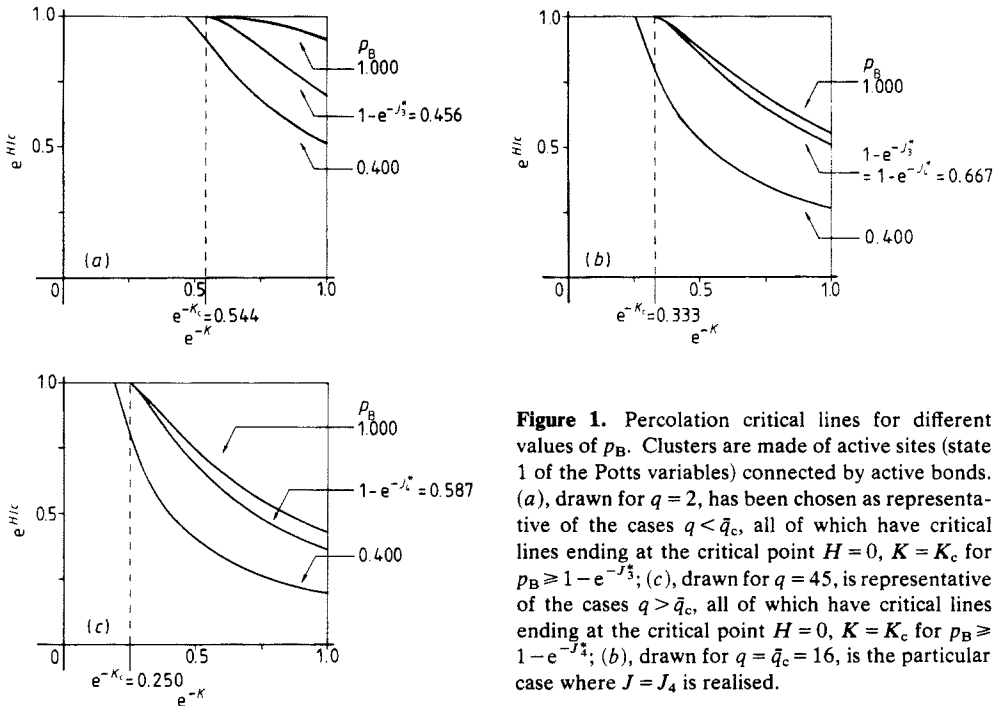 1.0
p_B
1.000
1-e^{-J_3^*}=0.456
0.400
0.5
e^{H/c}
(a)
0
0.5
1.0
e^{-K_c}=0.544
e^{-K}
1.0
p_B
1.000
1-e^{-J_3^*}
=1-e^{-J_4^*}=0.667
0.400
0.5
e^{H/c}
(b)
0
0.5
1.0
e^{-K_c}=0.333
e^{-K}
1.0
p_B
1.000
1-e^{-J_4^*}=0.587
0.400
0.5
e^{H/c}
(c)
0
0.5
1.0
e^{-K_c}=0.250
e^{-K}
Figure 1. Percolation critical lines for different
values of p_B. Clusters are made of active sites (state
1 of the Potts variables) connected by active bonds.
(a), drawn for q = 2, has been chosen as representa-
tive of the cases q < q̄_c, all of which have critical
lines ending at the critical point H = 0, K = K_c for
p_B ⩾ 1 − e^{-J_3^*}; (c), drawn for q = 45, is representative
of the cases q > q̄_c, all of which have critical lines
ending at the critical point H = 0, K = K_c for p_B ⩾
1 − e^{-J_4^*}; (b), drawn for q = q̄_c = 16, is the particular
case where J = J_4 is realised.